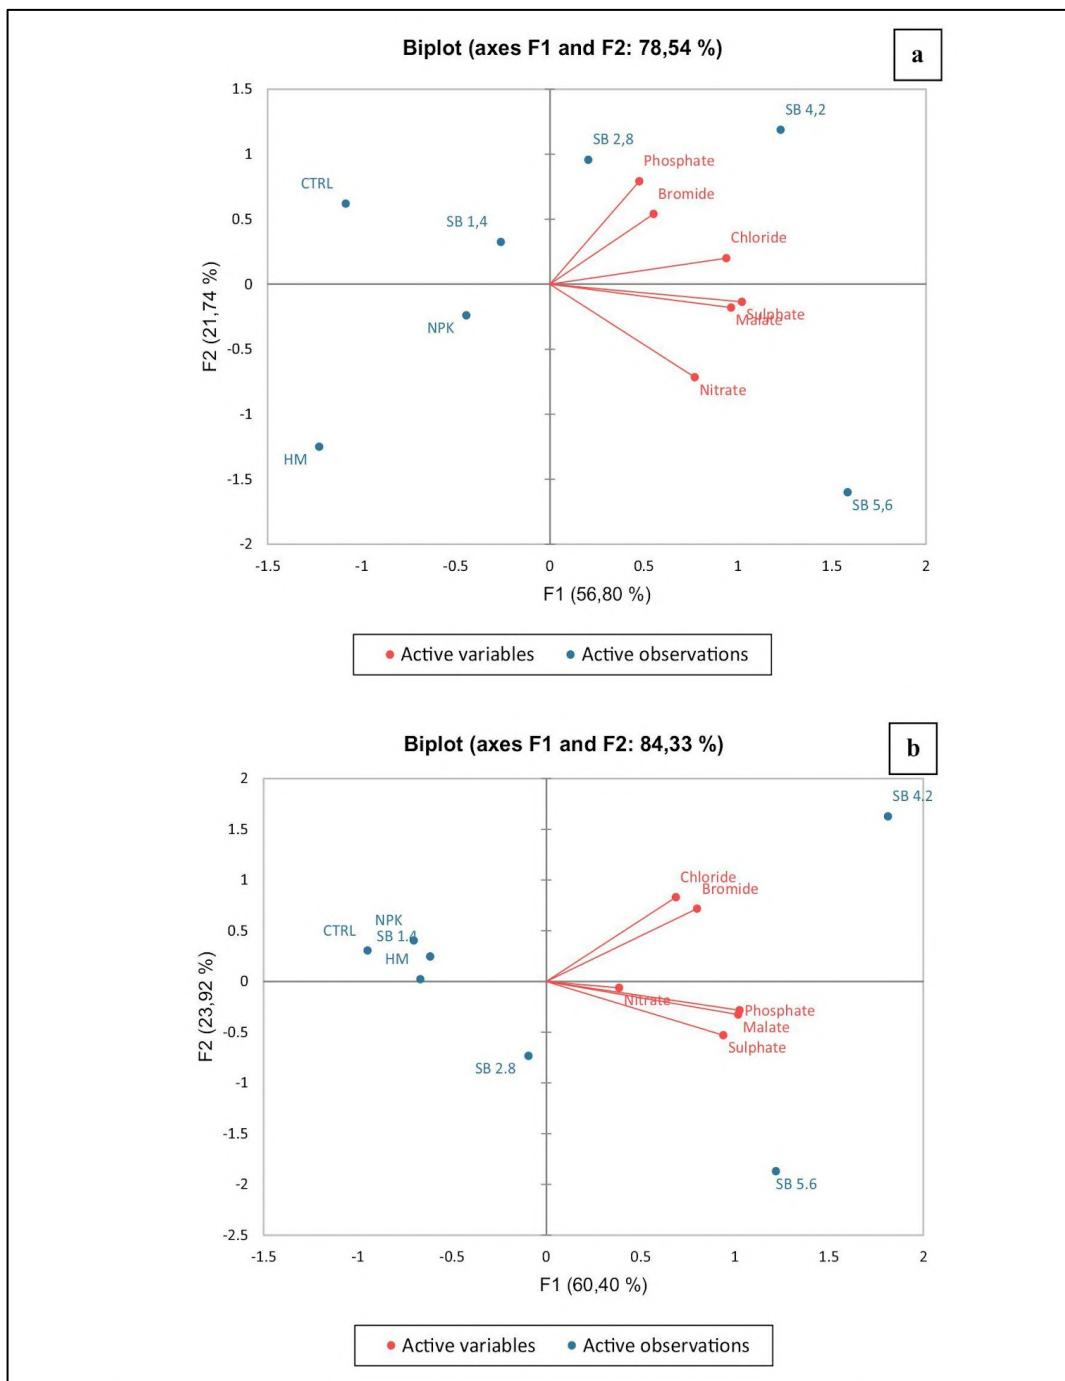 Biplot (axes F1 and F2: 78,54 %)
a
1.5
SB 4,2
SB 2,8
1
Phosphate
CTRL
Bromide
0.5
SB 1,4
Chloride
0
Sulphate
Malate
NPK
-0.5
Nitrate
-1
HM
-1.5
SB 5,6
-2
F2 (21,74 %)
-1.5 -1 -0.5 0 0.5 1 1.5 2
F1 (56,80 %)
Active variables Active observations
Biplot (axes F1 and F2: 84,33 %)
b
2
SB 4.2
1.5
1
Chloride
Bromide
NPK
0.5
CTRL
SB 1.4
HM
0
Nitrate
Phosphate
Malate
-0.5
Sulphate
SB 2.8
-1
-1.5
-2
SB 5.6
-2.5
F2 (23,92 %)
-1.5 -1 -0.5 0 0.5 1 1.5 2
F1 (60,40 %)
Active variables Active observations